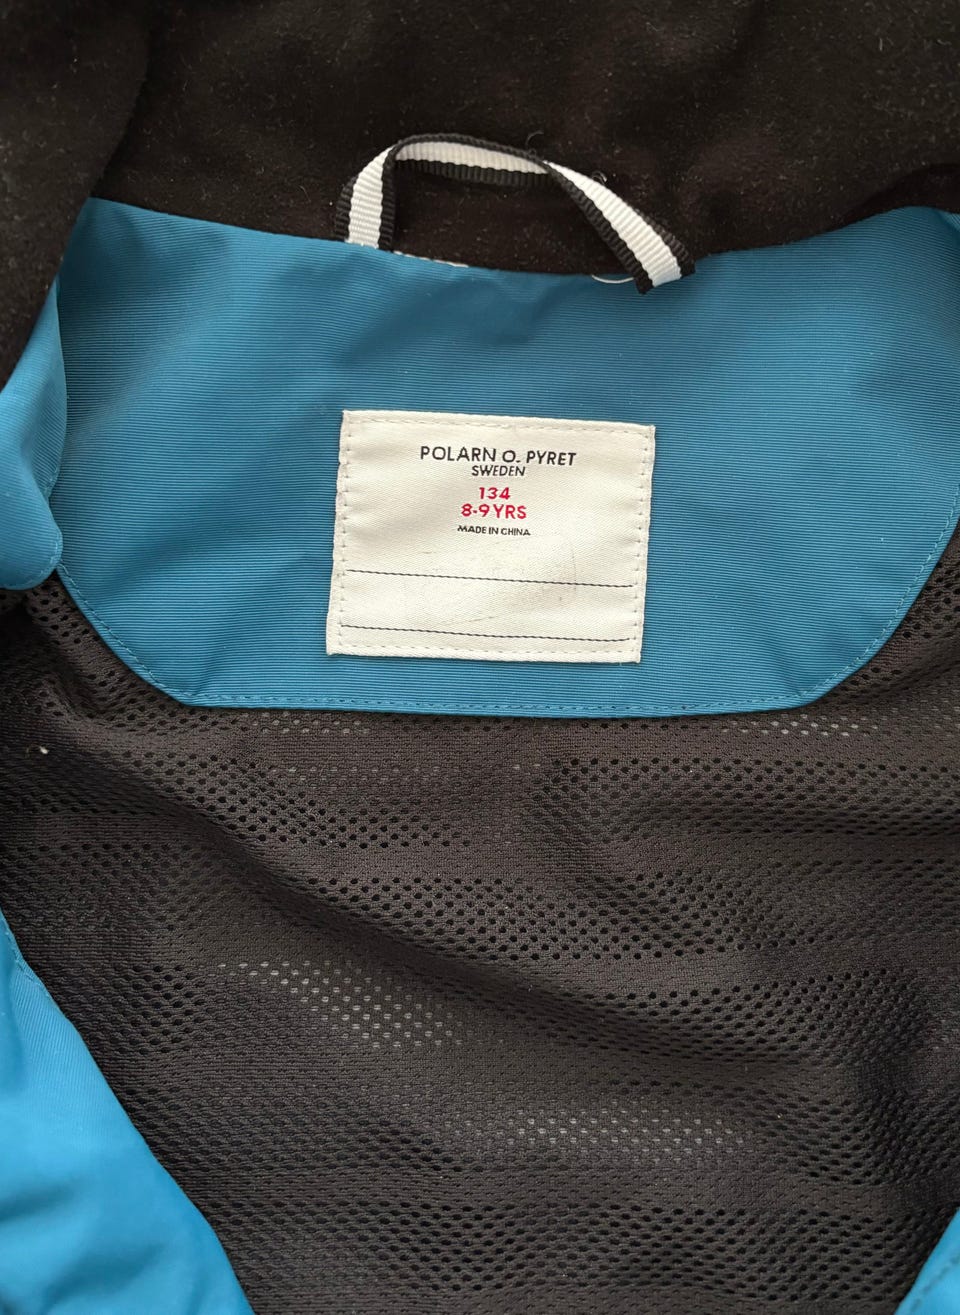 POLARN O. PYRET
SWEDEN
134
8-9 YRS
MADE IN CHINA